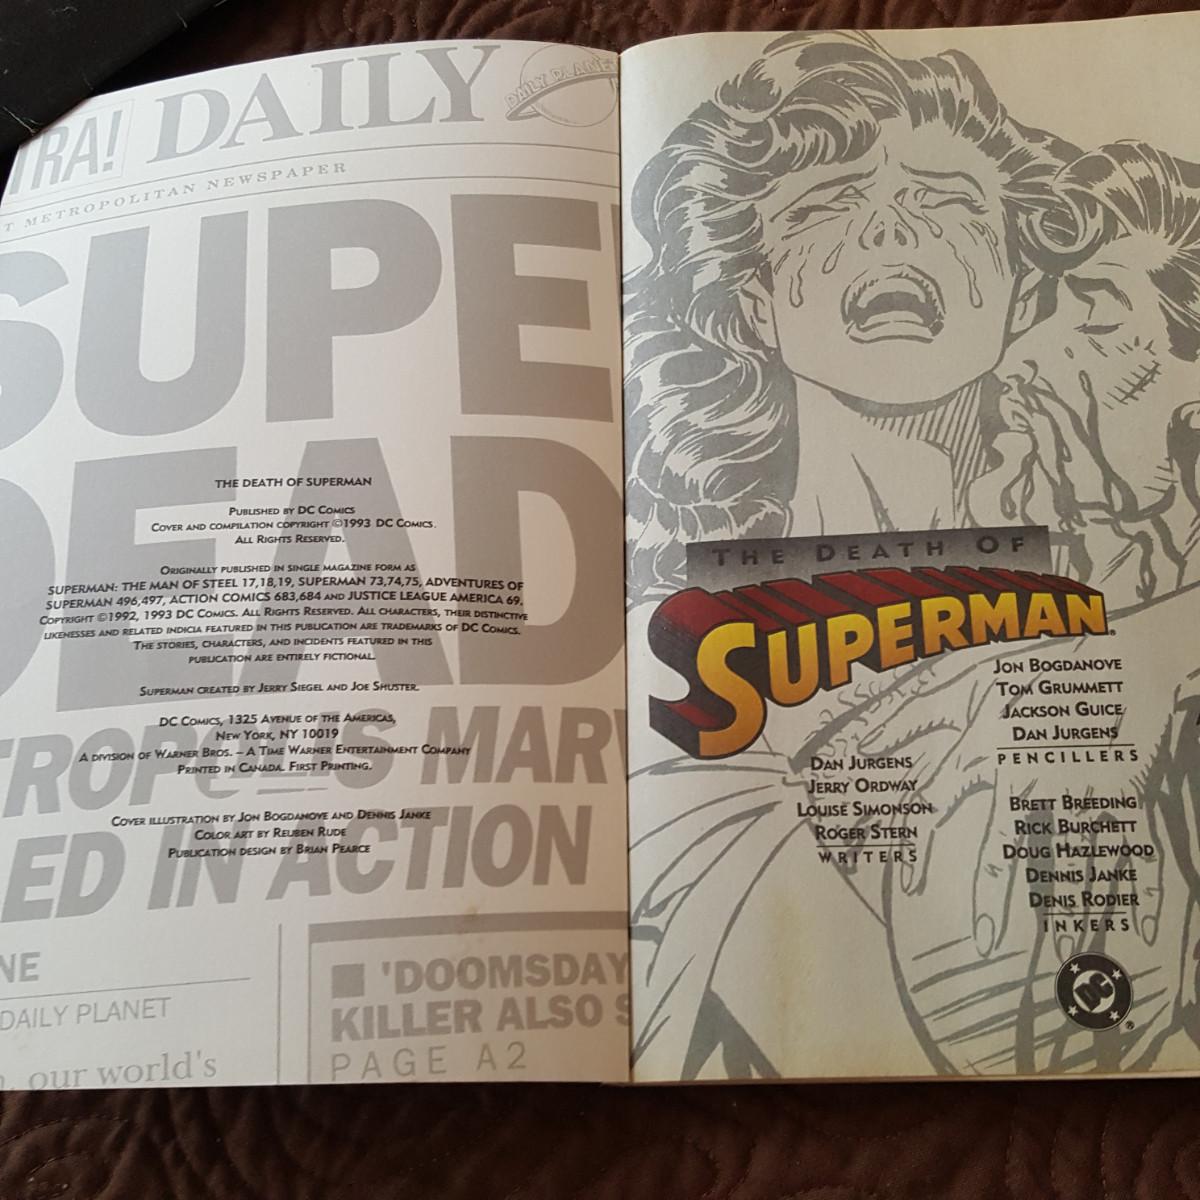 TRA!
DAILY
DAILY PLANET
T METROPOLITAN NEWSPAPER
SUPE
DEAD
THE DEATH OF SUPERMAN
PUBLISHED BY DC COMICS
COVER AND COMPILATION COPYRIGHT ©1993 DC COMICS.
ALL RIGHTS RESERVED.
ORIGINALLY PUBLISHED IN SINGLE MAGAZINE FORM AS
SUPERMAN: THE MAN OF STEEL 17,18,19, SUPERMAN 73,74,75, ADVENTURES OF
SUPERMAN 496,497, ACTION COMICS 683,684 AND JUSTICE LEAGUE AMERICA 69.
COPYRIGHT ©1992, 1993 DC COMICS. ALL RIGHTS RESERVED. ALL CHARACTERS, THEIR DISTINCTIVE
LIKENESSES AND RELATED INDICIA FEATURED IN THIS PUBLICATION ARE TRADEMARKS OF DC COMICS.
THE STORIES, CHARACTERS, AND INCIDENTS FEATURED IN THIS
PUBLICATION ARE ENTIRELY FICTIONAL.
SUPERMAN CREATED BY JERRY SIEGEL AND JOE SHUSTER.
DC COMICS, 1325 AVENUE OF THE AMERICAS,
NEW YORK, NY 10019
A DIVISION OF WARNER BROS. – A TIME WARNER ENTERTAINMENT COMPANY
PRINTED IN CANADA. FIRST PRINTING.
COVER ILLUSTRATION BY JON BOGDANOVE AND DENNIS JANKE
COLOR ART BY REUBEN RUDE
PUBLICATION DESIGN BY BRIAN PEARCE
TROPOLIS MAR
LED IN ACTION
NE
DAILY PLANET
our world's
'DOOMSDAY
KILLER ALSO S
PAGE A2
THE DEATH OF
SUPERMAN®
DAN JURGENS
JERRY ORDWAY
LOUISE SIMONSON
ROGER STERN
WRITERS
JON BOGDANOVE
TOM GRUMMETT
JACKSON GUICE
DAN JURGENS
PENCILLERS
BRETT BREEDING
RICK BURCHETT
DOUG HAZLEWOOD
DENNIS JANKE
DENIS RODIER
INKERS
DC
®